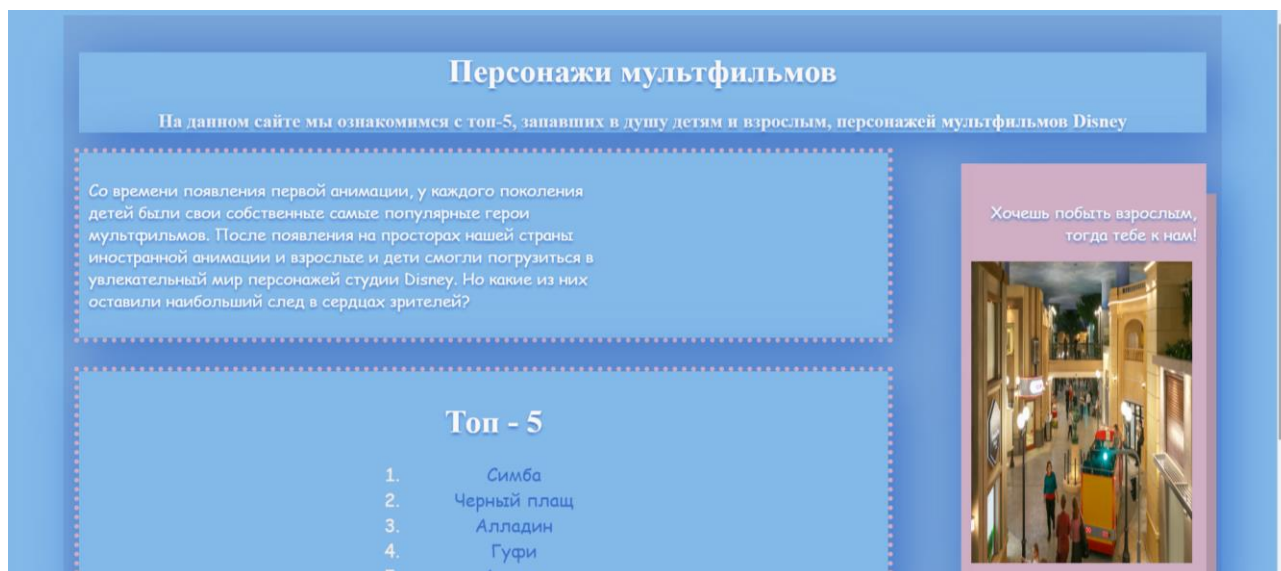 Персонажи мультфильмов
На данном сайте мы ознакомимся с топ-5, запавших в душу детям и взрослым, персонажей мультфильмов Disney
Со времени появления первой анимации, у каждого поколения
детей были свои собственные самые популярные герои
мультфильмов. После появления на просторах нашей страны
иностранной анимации и взрослые и дети смогли погрузиться в
увлекательный мир персонажей студии Disney. Но какие из них
оставили наибольший след в сердцах зрителей?
Топ - 5
1. Симба
2. Черный плащ
3. Алладин
4. Гуфи
Хочешь побыть взрослым,
тогда тебе к нам!